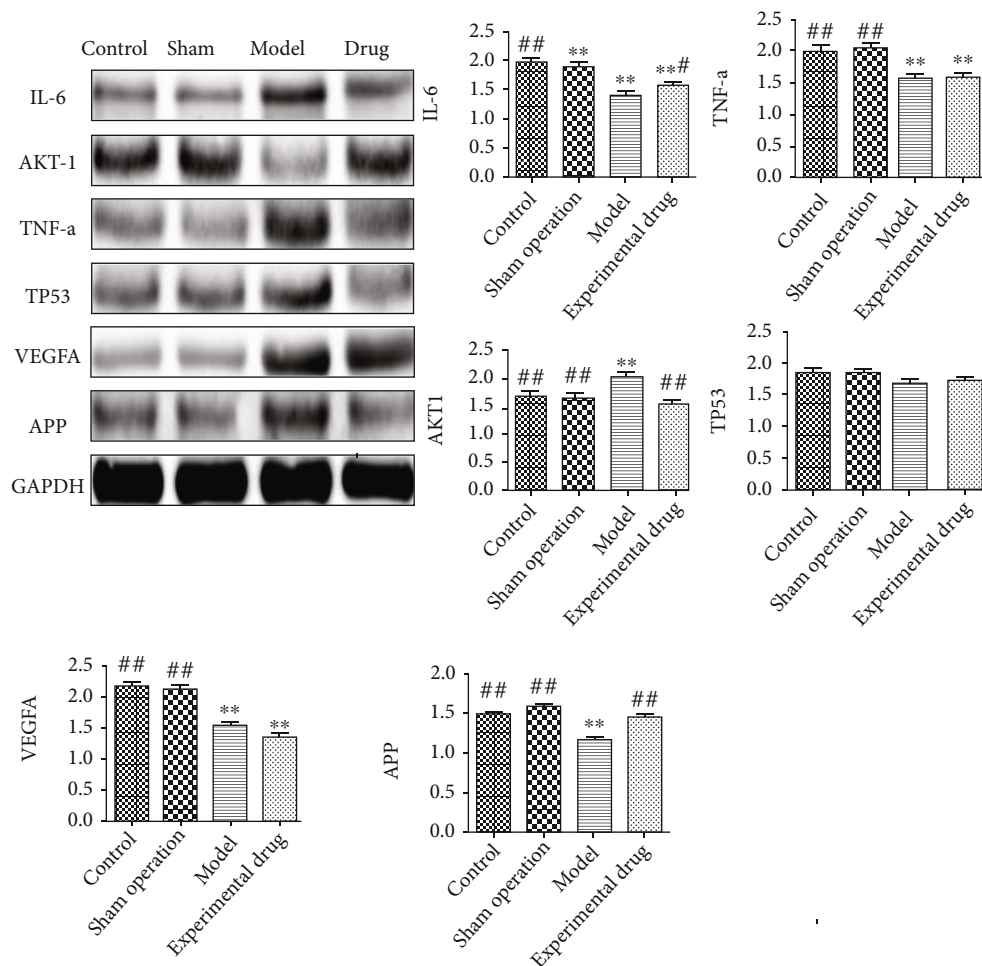 Control Sham Model Drug
IL-6
AKT-1
TNF-a
TP53
VEGFA
APP
GAPDH
IL-6
2.5
2.0
1.5
1.0
0.5
0.0
## ** ** **#
Control
Sham operation
Model
Experimental drug
TNF-a
2.5
2.0
1.5
1.0
0.5
0.0
## ## ** **
Control
Sham operation
Model
Experimental drug
AKT1
2.5
2.0
1.5
1.0
0.5
0.0
## ## ** ##
Control
Sham operation
Model
Experimental drug
TP53
2.5
2.0
1.5
1.0
0.5
0.0
Control
Sham operation
Model
Experimental drug
VEGFA
2.5
2.0
1.5
1.0
0.5
0.0
## ## ** **
Control
Sham operation
Model
Experimental drug
APP
2.0
1.5
1.0
0.5
0.0
## ## ** ##
Control
Sham operation
Model
Experimental drug